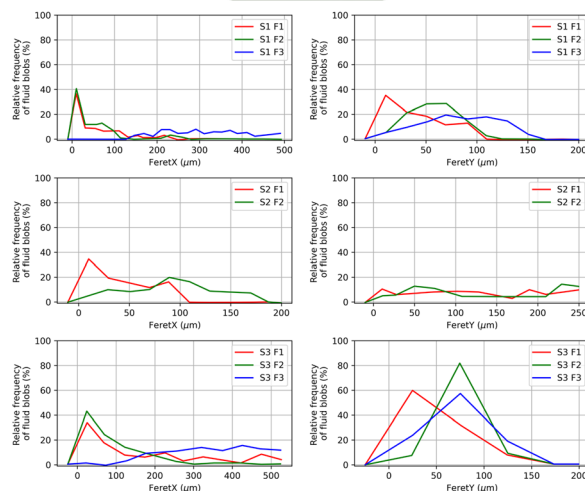 Relative frequency
of fluid blobs (%)
100
80
60
40
20
0
S1 F1
S1 F2
S1 F3
0
100
200
300
400
500
FeretX (μm)
Relative frequency
of fluid blobs (%)
100
80
60
40
20
0
S1 F1
S1 F2
S1 F3
0
50
100
150
200
FeretY (μm)
Relative frequency
of fluid blobs (%)
100
80
60
40
20
0
S2 F1
S2 F2
0
50
100
150
200
FeretX (μm)
Relative frequency
of fluid blobs (%)
100
80
60
40
20
0
S2 F1
S2 F2
0
50
100
150
200
250
FeretY (μm)
Relative frequency
of fluid blobs (%)
100
80
60
40
20
0
S3 F1
S3 F2
S3 F3
0
100
200
300
400
500
FeretX (μm)
Relative frequency
of fluid blobs (%)
100
80
60
40
20
0
S3 F1
S3 F2
S3 F3
0
50
100
150
200
FeretY (μm)